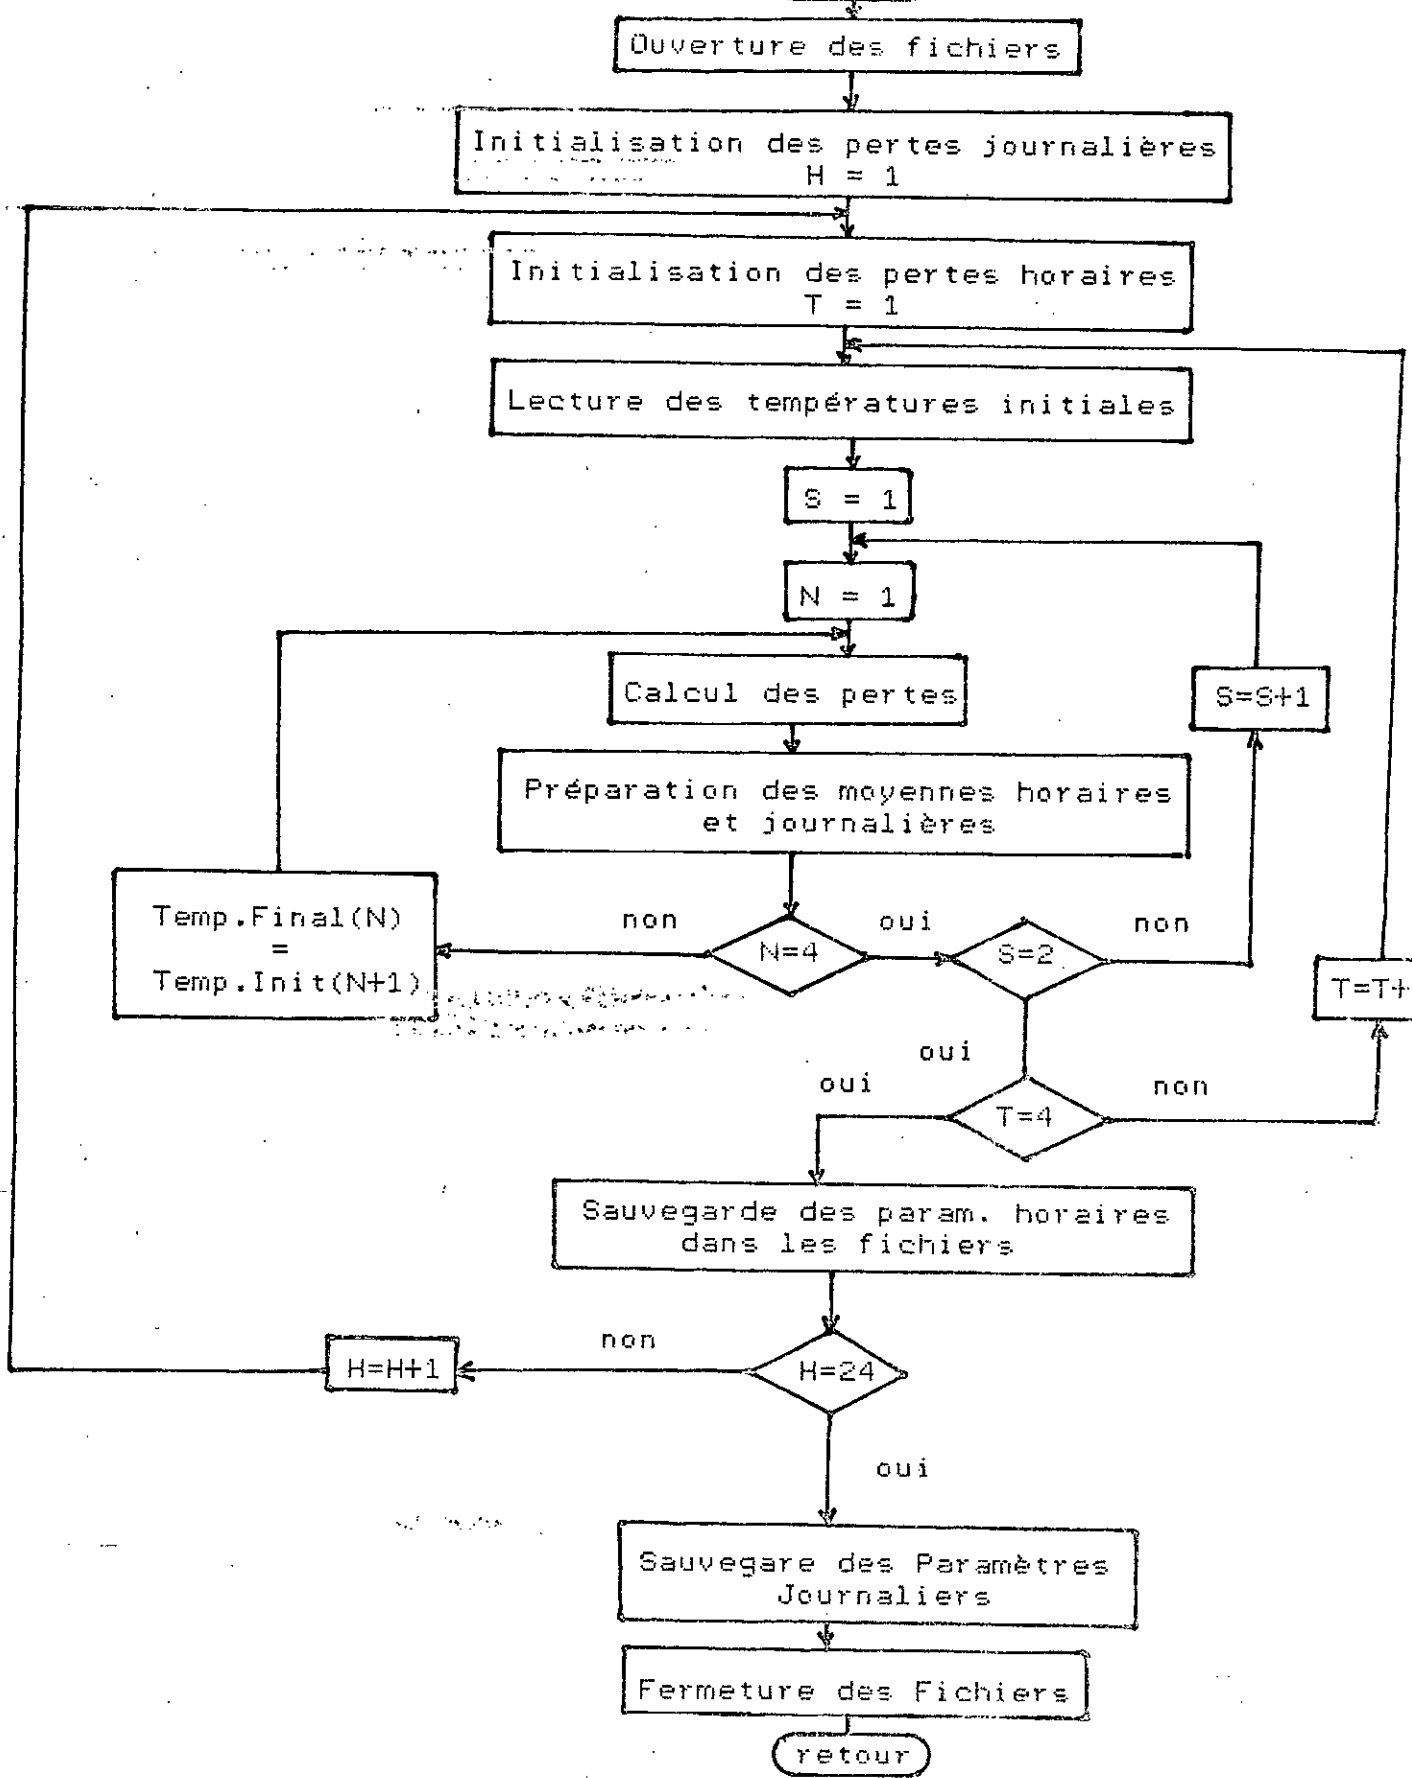 Ouverture des fichiers
Initialisation des pertes journalières
H = 1
Initialisation des pertes horaires
T = 1
Lecture des températures initiales
S = 1
N = 1
Calcul des pertes
S=S+1
Préparation des moyennes horaires
et journalières
Temp.Final(N)
=
Temp.Init(N+1)
non
N=4
oui
S=2
non
T=T+
oui
oui
T=4
non
Sauvegarde des param. horaires
dans les fichiers
non
H=H+1
H=24
oui
Sauvegare des Paramètres
Journaliers
Fermeture des Fichiers
retour